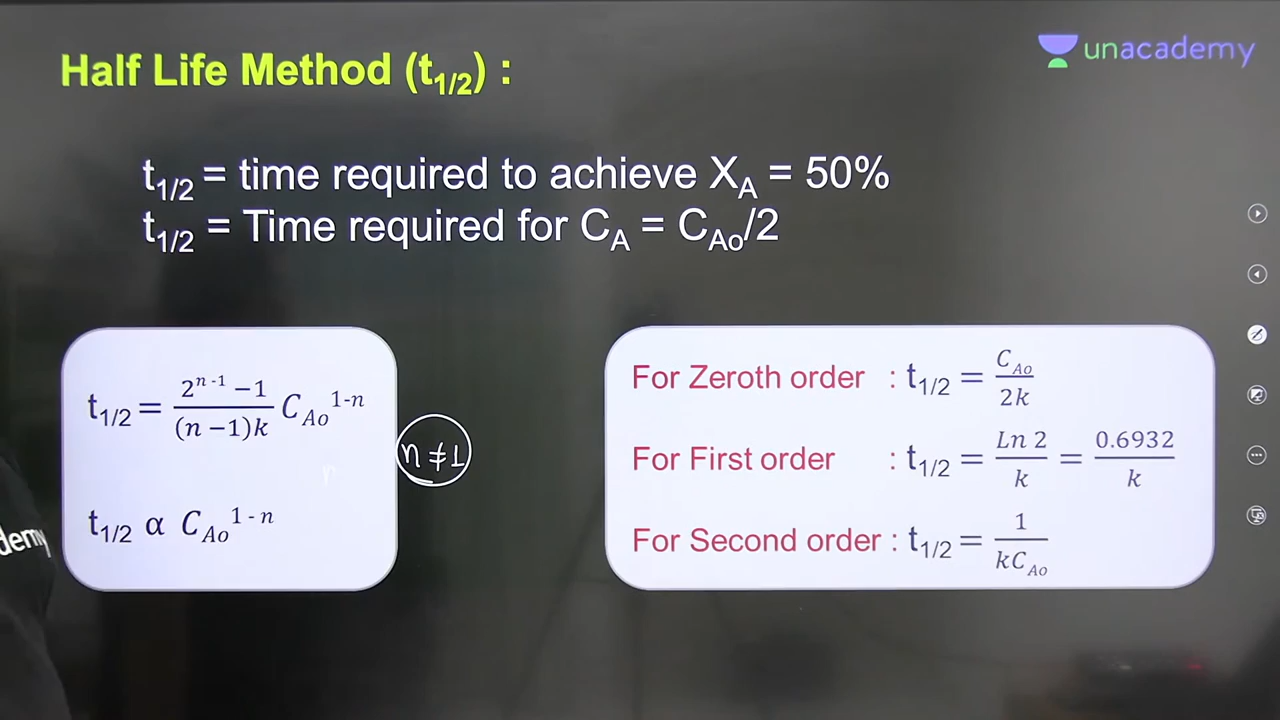 Half Life Method (t1/2) :
unacademy
t1/2 = time required to achieve XA = 50%
t1/2 = Time required for CA = CAo/2
t1/2 = 2^(n-1) −1 / (n −1)k CAo^(1-n)
n ≠ 1
t1/2 α CAo^(1-n)
For Zeroth order : t1/2 = CAo / 2k
For First order : t1/2 = Ln 2 / k = 0.6932 / k
For Second order : t1/2 = 1 / kCAo
demy